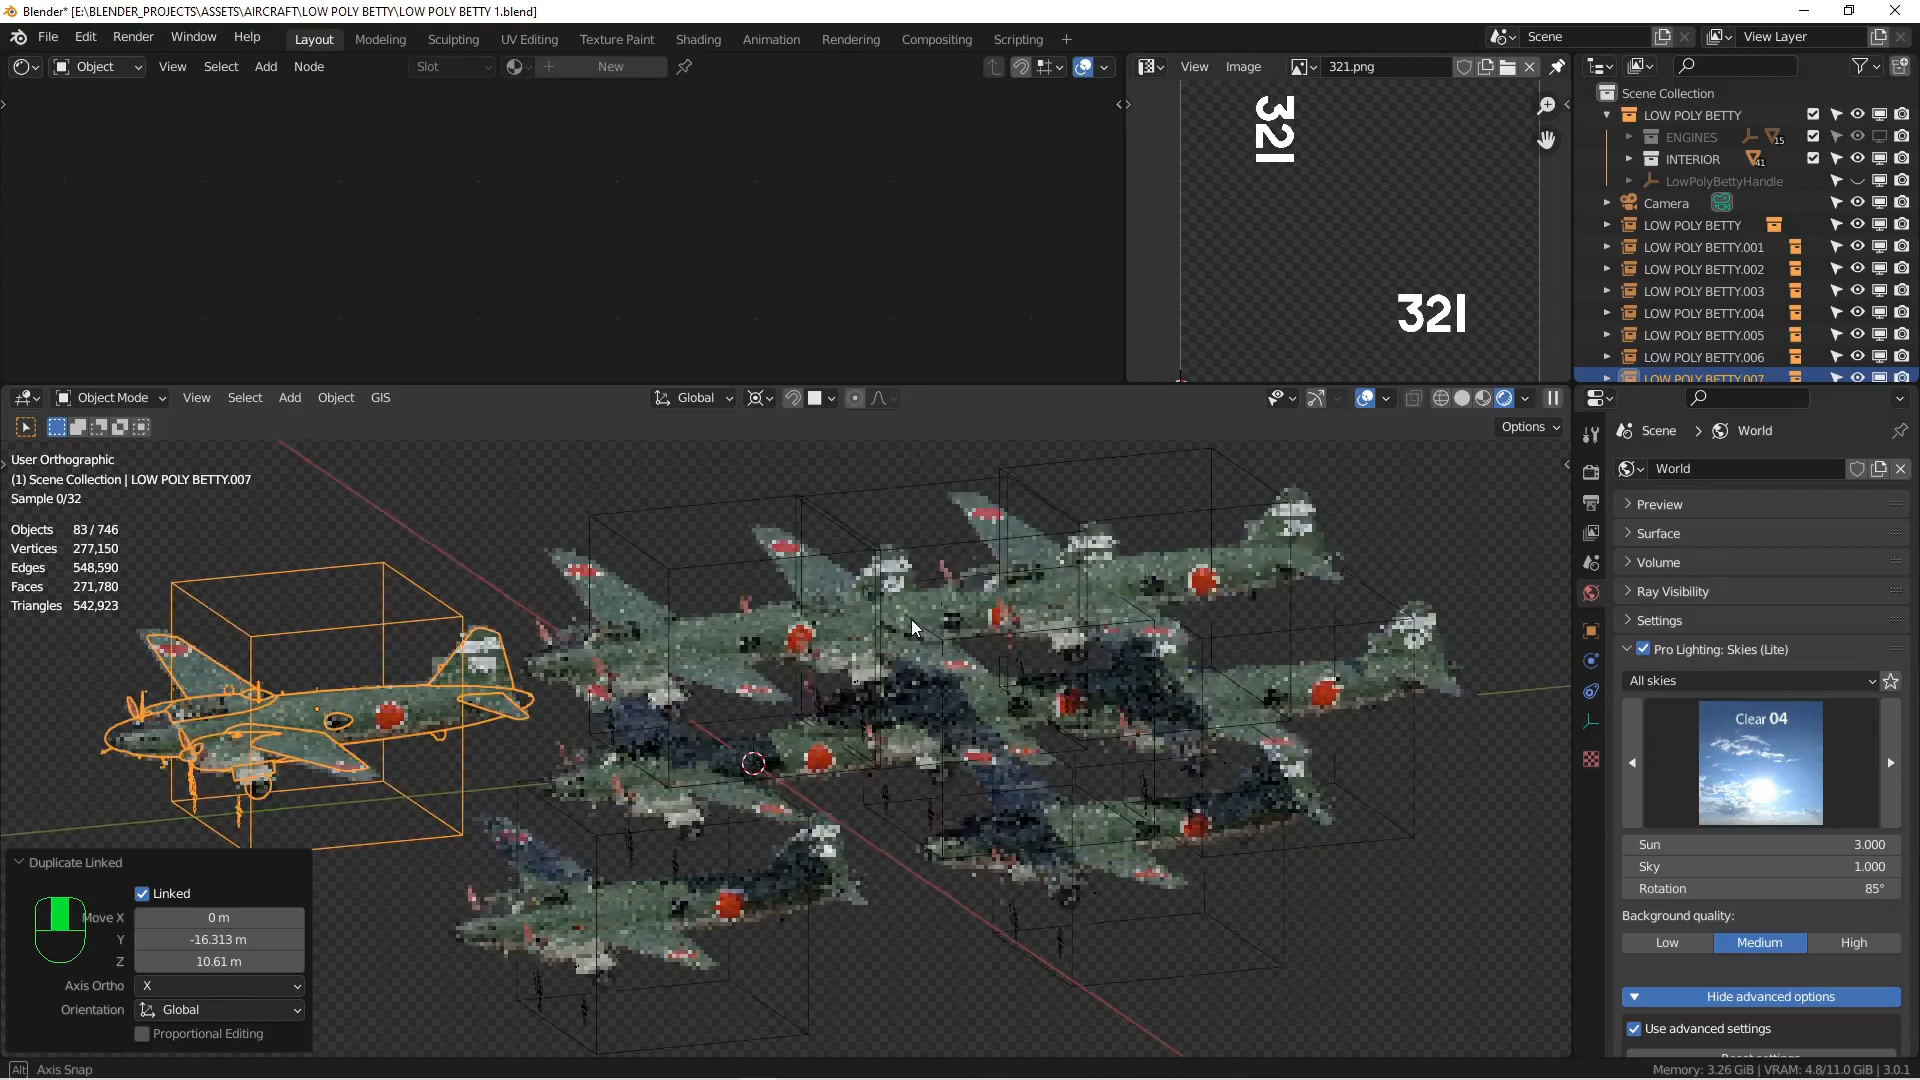 Blender* [E:\BLENDER_PROJECTS\ASSETS\AIRCRAFT\LOW POLY BETTY\LOW POLY BETTY 1.blend]
File Edit Render Window Help Layout Modeling Sculpting UV Editing Texture Paint Shading Animation Rendering Compositing Scripting + Scene View Layer
Object View Select Add Node Slot New
View Image 321.png
321
321
Scene Collection
LOW POLY BETTY
ENGINES 15
INTERIOR 41
LowPolyBettyHandle
Camera
LOW POLY BETTY
LOW POLY BETTY.001
LOW POLY BETTY.002
LOW POLY BETTY.003
LOW POLY BETTY.004
LOW POLY BETTY.005
LOW POLY BETTY.006
LOW POLY BETTY.007
Object Mode View Select Add Object GIS Global
Options
User Orthographic
(1) Scene Collection | LOW POLY BETTY.007
Sample 0/32
Objects 83 / 746
Vertices 277,150
Edges 548,590
Faces 271,780
Triangles 542,923
Duplicate Linked
Linked
Move X 0 m
Y -16.313 m
Z 10.61 m
Axis Ortho X
Orientation Global
Proportional Editing
Scene > World
World
Preview
Surface
Volume
Ray Visibility
Settings
Pro Lighting: Skies (Lite)
All skies
Clear 04
Sun 3.000
Sky 1.000
Rotation 85°
Background quality:
Low Medium High
Hide advanced options
Use advanced settings
Reset settings
Alt Axis Snap
Memory: 3.26 GiB | VRAM: 4.8/11.0 GiB | 3.0.1